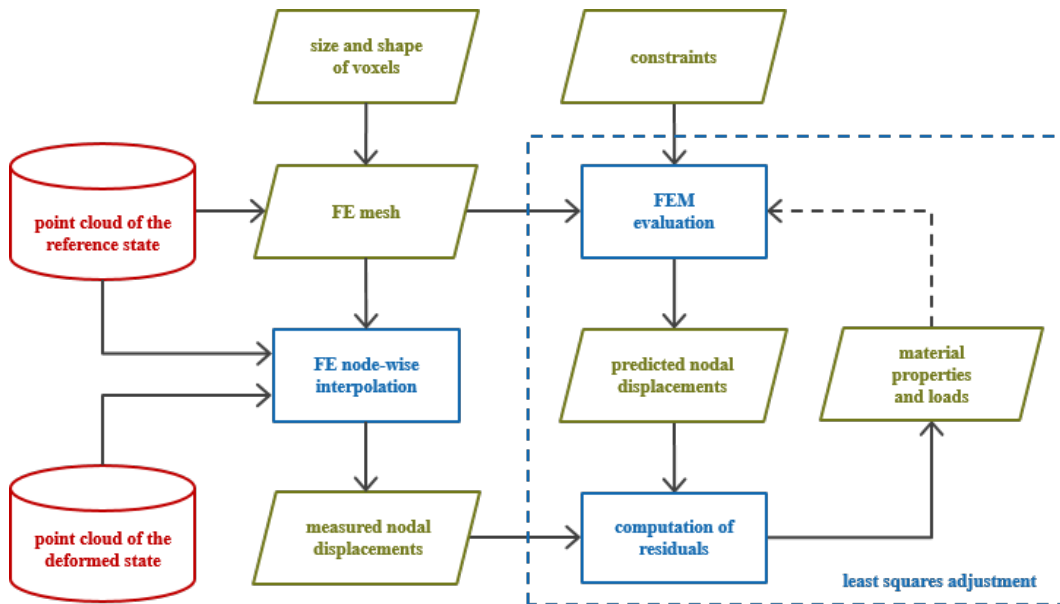 size and shape
of voxels
constraints
point cloud of the
reference state
FE mesh
FEM
evaluation
FE node-wise
interpolation
predicted nodal
displacements
material
properties
and loads
point cloud of the
deformed state
measured nodal
displacements
computation of
residuals
least squares adjustment